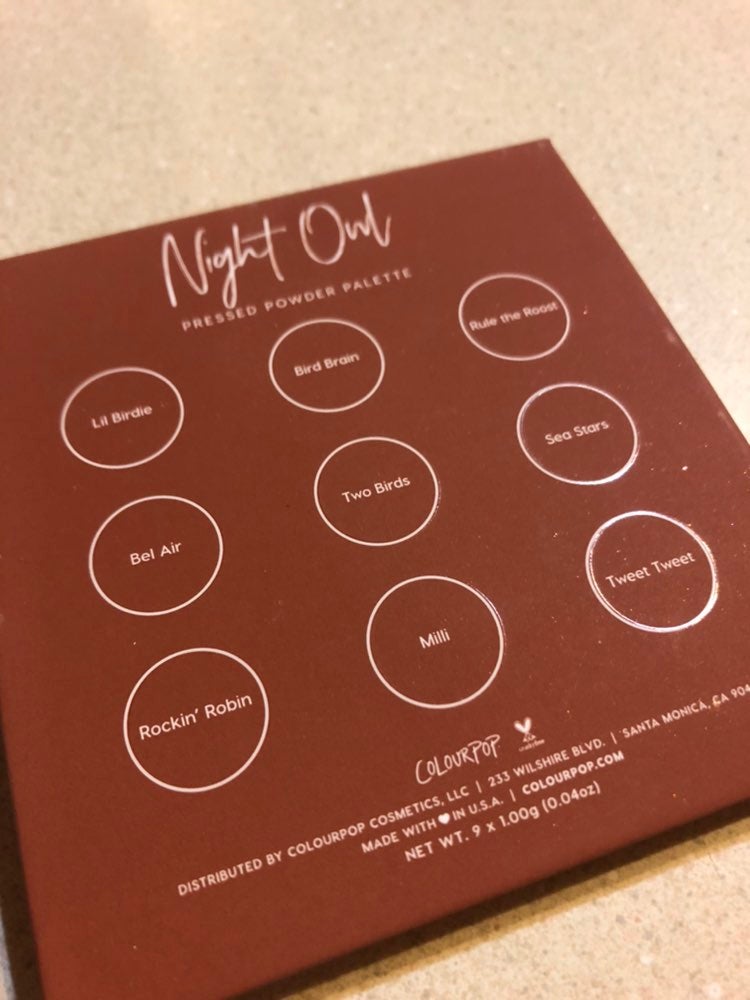 Night Owl
PRESSED POWDER PALETTE
Lil Birdie
Bird Brain
Rule the Roost
Bel Air
Two Birds
Sea Stars
Rockin' Robin
Milli
Tweet Tweet
COLOURPOP
DISTRIBUTED BY COLOURPOP COSMETICS, LLC | 233 WILSHIRE BLVD. | SANTA MONICA, CA
MADE WITH ♥ IN U.S.A. | COLOURPOP.COM
NET WT. 9 x 1.00g (0.04oz)